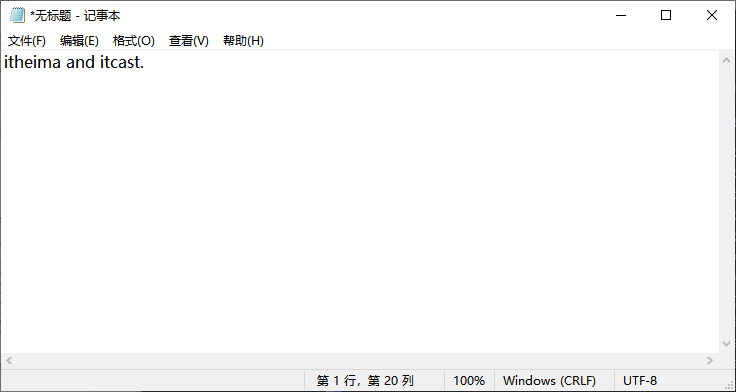 *无标题 - 记事本
文件(F) 编辑(E) 格式(O) 查看(V) 帮助(H)
itheima and itcast.
第 1 行，第 20 列 100% Windows (CRLF) UTF-8